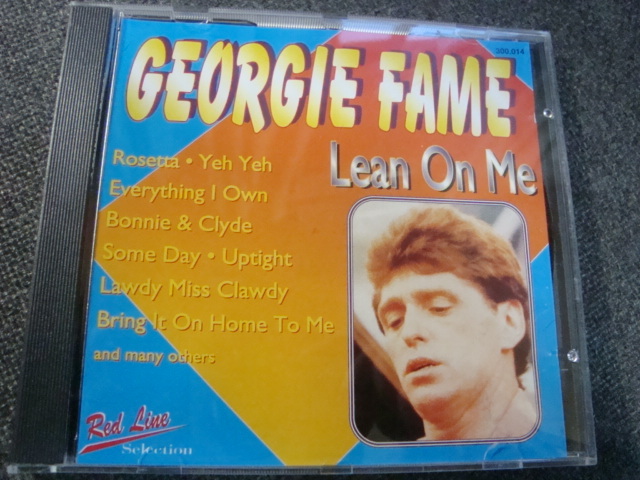 399.014
GEORGIE FAME
Lean On Me
Rosetta • Yeh Yeh
Everything I Own
Bonnie & Clyde
Some Day • Uptight
Lawdy Miss Clawdy
Bring It On Home To Me
and many others
Red Line
Selection